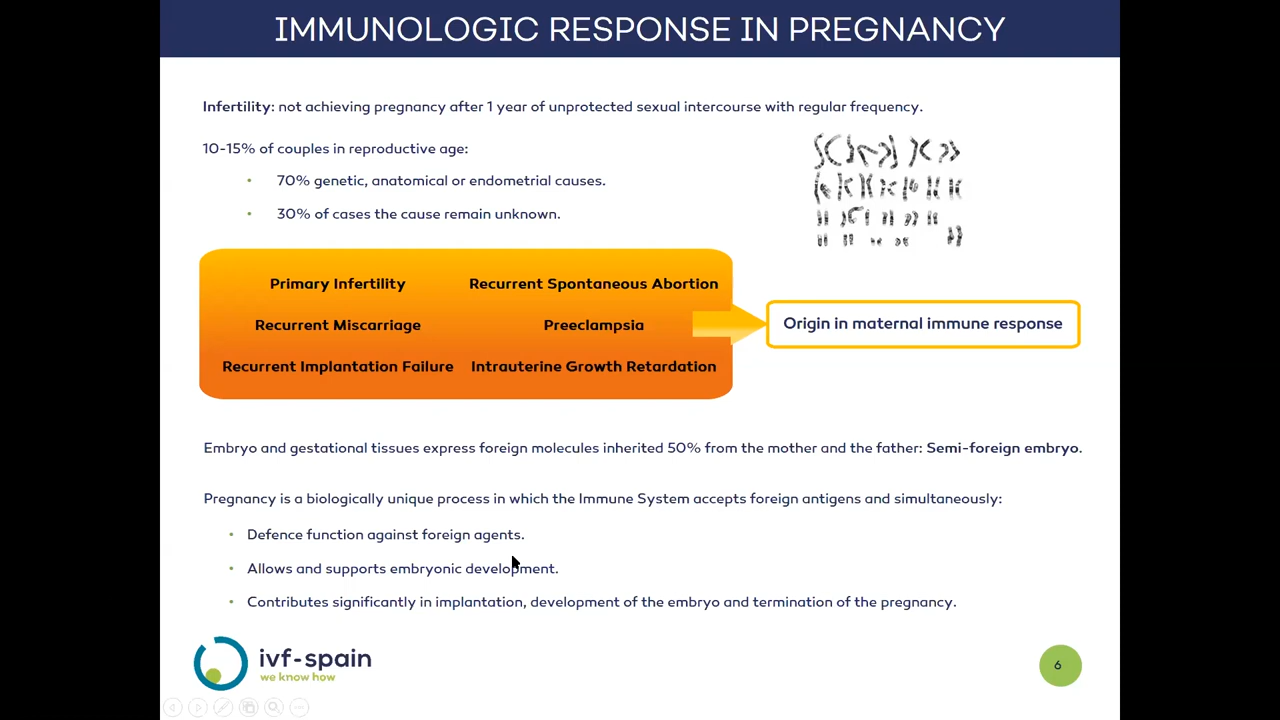 IMMUNOLOGIC RESPONSE IN PREGNANCY
Infertility: not achieving pregnancy after 1 year of unprotected sexual intercourse with regular frequency.
10-15% of couples in reproductive age:
• 70% genetic, anatomical or endometrial causes.
• 30% of cases the cause remain unknown.
Primary Infertility
Recurrent Spontaneous Abortion
Recurrent Miscarriage
Preeclampsia
Recurrent Implantation Failure
Intrauterine Growth Retardation
Origin in maternal immune response
Embryo and gestational tissues express foreign molecules inherited 50% from the mother and the father: Semi-foreign embryo.
Pregnancy is a biologically unique process in which the Immune System accepts foreign antigens and simultaneously:
• Defence function against foreign agents.
• Allows and supports embryonic development.
• Contributes significantly in implantation, development of the embryo and termination of the pregnancy.
ivf-spain
we know how
6